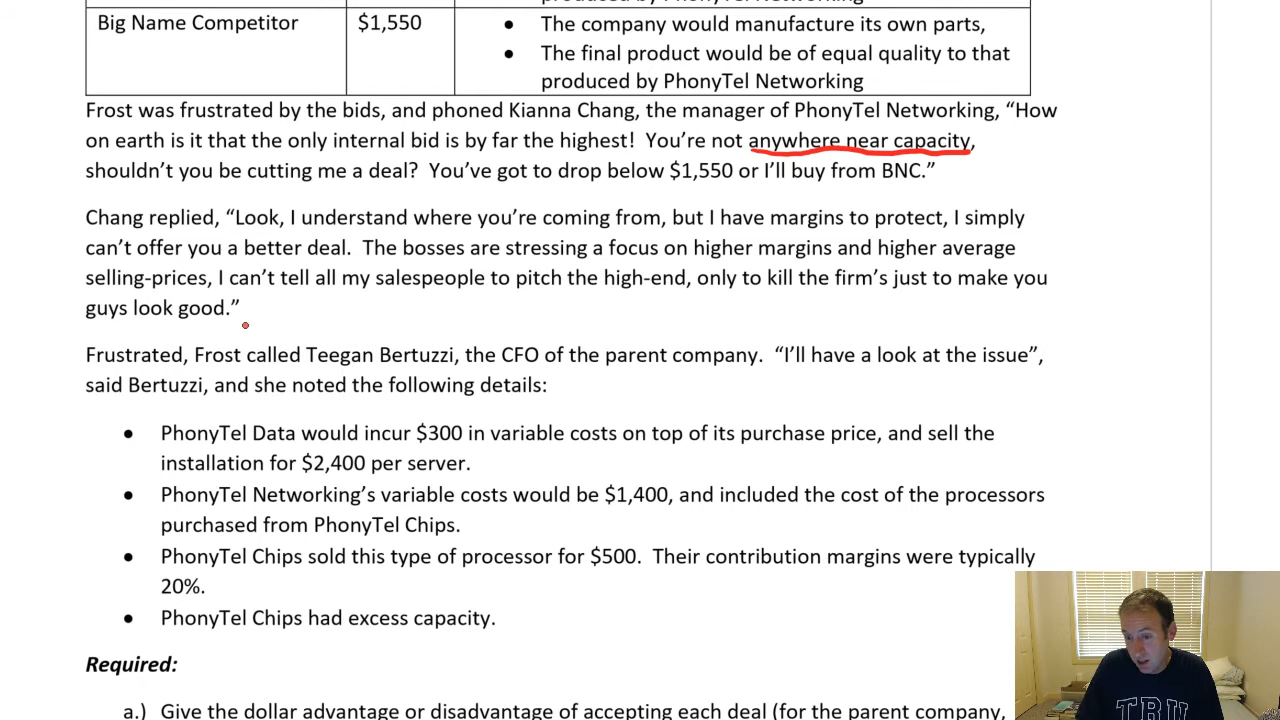 produced by PhonyTel Networking
Big Name Competitor $1,550 • The company would manufacture its own parts,
• The final product would be of equal quality to that
produced by PhonyTel Networking
Frost was frustrated by the bids, and phoned Kianna Chang, the manager of PhonyTel Networking, “How
on earth is it that the only internal bid is by far the highest!  You’re not anywhere near capacity,
shouldn’t you be cutting me a deal?  You’ve got to drop below $1,550 or I’ll buy from BNC.”
Chang replied, “Look, I understand where you’re coming from, but I have margins to protect, I simply
can’t offer you a better deal.  The bosses are stressing a focus on higher margins and higher average
selling-prices, I can’t tell all my salespeople to pitch the high-end, only to kill the firm’s just to make you
guys look good.”
Frustrated, Frost called Teegan Bertuzzi, the CFO of the parent company.  “I’ll have a look at the issue”,
said Bertuzzi, and she noted the following details:
• PhonyTel Data would incur $300 in variable costs on top of its purchase price, and sell the
installation for $2,400 per server.
• PhonyTel Networking’s variable costs would be $1,400, and included the cost of the processors
purchased from PhonyTel Chips.
• PhonyTel Chips sold this type of processor for $500.  Their contribution margins were typically
20%.
• PhonyTel Chips had excess capacity.
Required:
a.) Give the dollar advantage or disadvantage of accepting each deal (for the parent company,
TRU